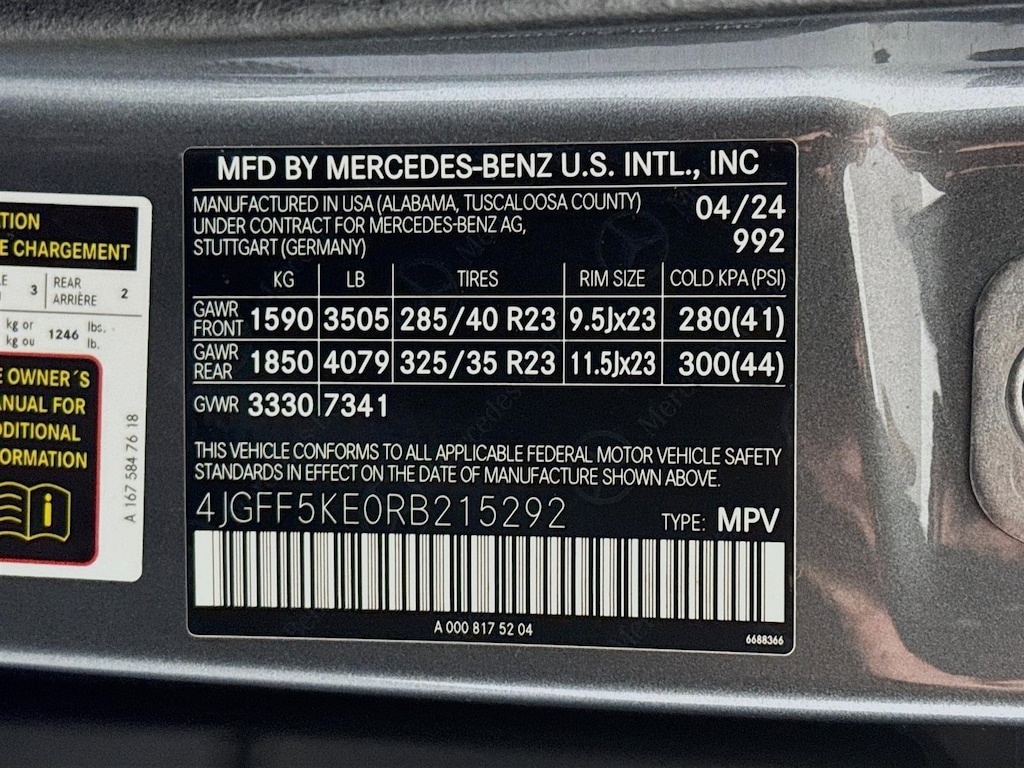 MFD BY MERCEDES-BENZ U.S. INTL., INC
MANUFACTURED IN USA (ALABAMA, TUSCALOOSA COUNTY)
UNDER CONTRACT FOR MERCEDES-BENZ AG,
STUTTGART (GERMANY)
04/24
992
KG LB TIRES RIM SIZE COLD KPA (PSI)
GAWR FRONT 1590 3505 285/40 R23 9.5Jx23 280(41)
GAWR REAR 1850 4079 325/35 R23 11.5Jx23 300(44)
GVWR 3330 7341
THIS VEHICLE CONFORMS TO ALL APPLICABLE FEDERAL MOTOR VEHICLE SAFETY
STANDARDS IN EFFECT ON THE DATE OF MANUFACTURE SHOWN ABOVE.
4JGFF5KE0RB215292
TYPE: MPV
A 000 817 52 04
6688366
ATION
E CHARGEMENT
3 REAR 2
ARRIÈRE
kg or 1246 lbs.
kg ou lb.
E OWNER´S
ANUAL FOR
DDITIONAL
FORMATION
A 167 584 76 18